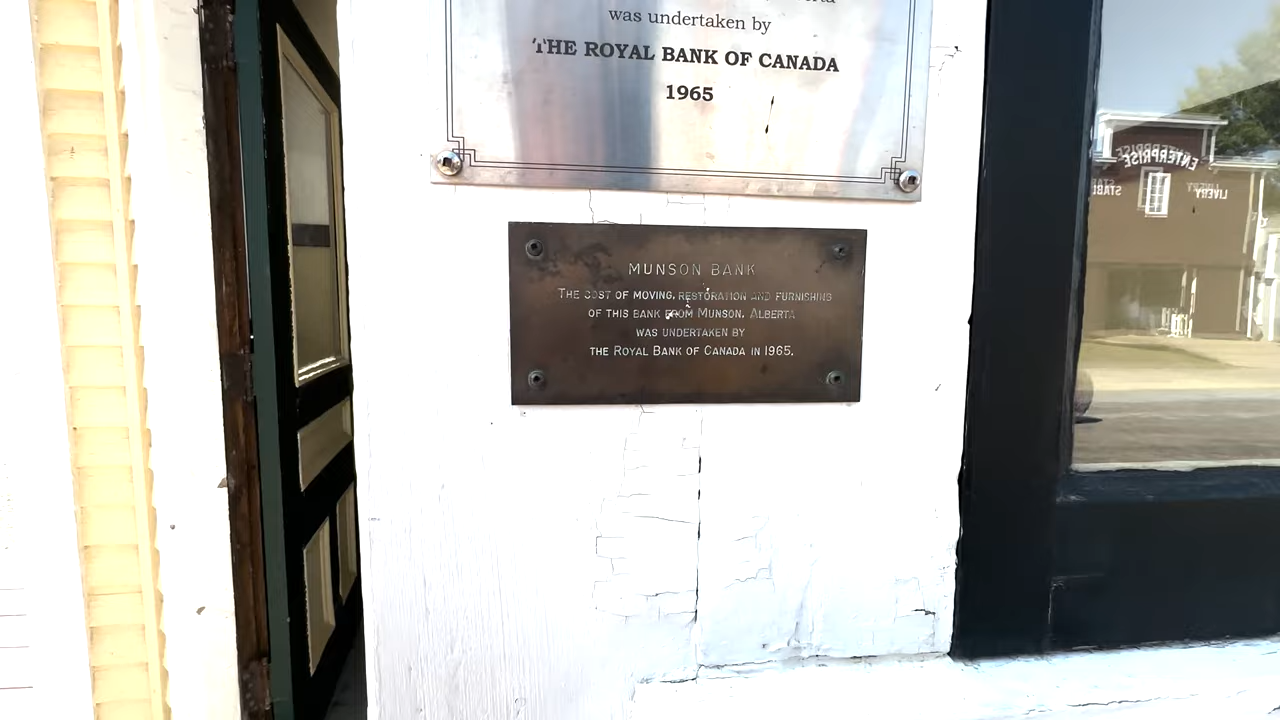 was undertaken by
THE ROYAL BANK OF CANADA
1965
MUNSON BANK
THE COST OF MOVING, RESTORATION AND FURNISHING
OF THIS BANK FROM MUNSON, ALBERTA
WAS UNDERTAKEN BY
THE ROYAL BANK OF CANADA IN 1965.
ENTERPRISE
LIVERY